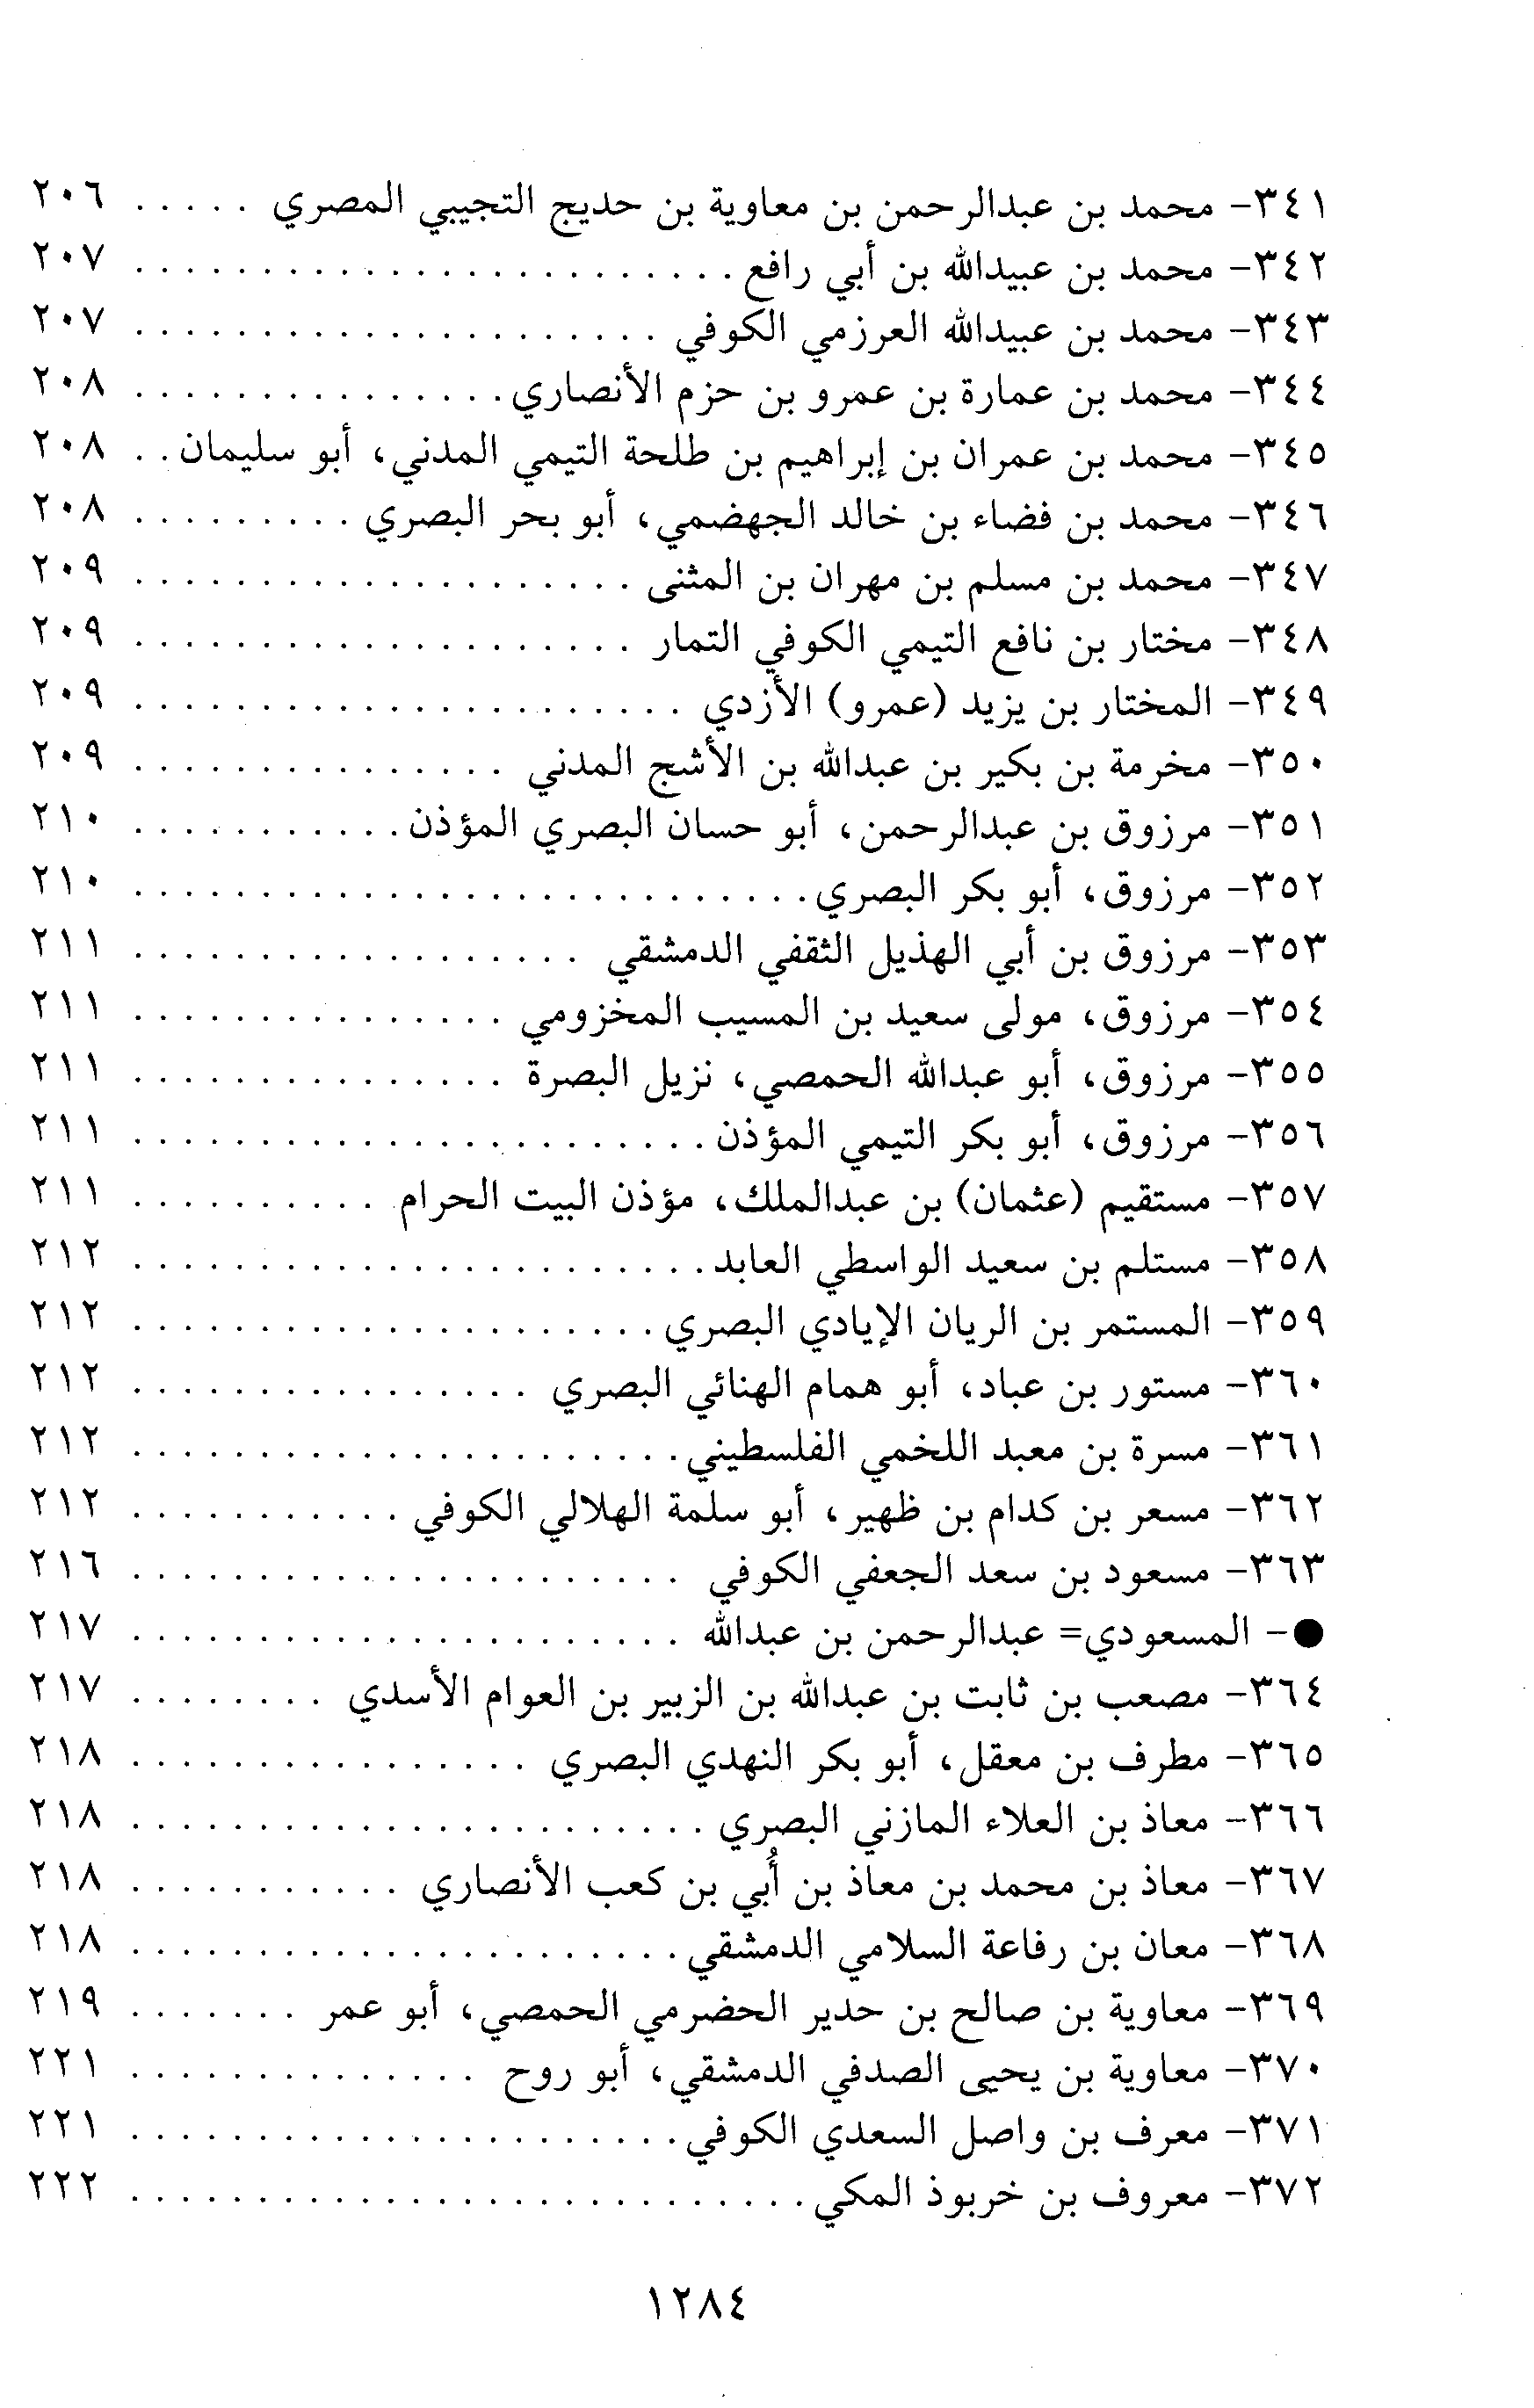 ٣٤١- محمد بن عبدالرحمن بن معاوية بن حديج التجيبي المصري . . . . . ٢٠٦
٣٤٢- محمد بن عبيدالله بن أبي رافع . . . . . . . . . . . . . . . . . . . . . . . . ٢٠٧
٣٤٣- محمد بن عبيدالله العرزمي الكوفي . . . . . . . . . . . . . . . . . . . . . ٢٠٧
٣٤٤- محمد بن عمارة بن عمرو بن حزم الأنصاري . . . . . . . . . . . . . . . ٢٠٨
٣٤٥- محمد بن عمران بن إبراهيم بن طلحة التيمي المدني، أبو سليمان . . ٢٠٨
٣٤٦- محمد بن فضاء بن خالد الجهضمي، أبو بحر البصري . . . . . . . . . ٢٠٨
٣٤٧- محمد بن مسلم بن مهران بن المثنى . . . . . . . . . . . . . . . . . . . . ٢٠٩
٣٤٨- مختار بن نافع التيمي الكوفي التمار . . . . . . . . . . . . . . . . . . . . ٢٠٩
٣٤٩- المختار بن يزيد (عمرو) الأزدي . . . . . . . . . . . . . . . . . . . . . . ٢٠٩
٣٥٠- مخرمة بن بكير بن عبدالله بن الأشج المدني . . . . . . . . . . . . . . . ٢٠٩
٣٥١- مرزوق بن عبدالرحمن، أبو حسان البصري المؤذن . . . . . . . . . . . ٢١٠
٣٥٢- مرزوق، أبو بكر البصري . . . . . . . . . . . . . . . . . . . . . . . . . . . ٢١٠
٣٥٣- مرزوق بن أبي الهذيل الثقفي الدمشقي . . . . . . . . . . . . . . . . . . ٢١١
٣٥٤- مرزوق، مولى سعيد بن المسيب المخزومي . . . . . . . . . . . . . . . ٢١١
٣٥٥- مرزوق، أبو عبدالله الحمصي، نزيل البصرة . . . . . . . . . . . . . . . ٢١١
٣٥٦- مرزوق، أبو بكر التيمي المؤذن . . . . . . . . . . . . . . . . . . . . . . . ٢١١
٣٥٧- مستقيم (عثمان) بن عبدالملك، مؤذن البيت الحرام . . . . . . . . . . ٢١١
٣٥٨- مستلم بن سعيد الواسطي العابد . . . . . . . . . . . . . . . . . . . . . . . ٢١٢
٣٥٩- المستمر بن الريان الإيادي البصري . . . . . . . . . . . . . . . . . . . . . ٢١٢
٣٦٠- مستور بن عباد، أبو همام الهنائي البصري . . . . . . . . . . . . . . . . ٢١٢
٣٦١- مسرة بن معبد اللخمي الفلسطيني . . . . . . . . . . . . . . . . . . . . . . ٢١٢
٣٦٢- مسعر بن كدام بن ظهير، أبو سلمة الهلالي الكوفي . . . . . . . . . . . ٢١٢
٣٦٣- مسعود بن سعد الجعفي الكوفي . . . . . . . . . . . . . . . . . . . . . . ٢١٦
●- المسعودي= عبدالرحمن بن عبدالله . . . . . . . . . . . . . . . . . . . . . . ٢١٧
٣٦٤- مصعب بن ثابت بن عبدالله بن الزبير بن العوام الأسدي . . . . . . . . ٢١٧
٣٦٥- مطرف بن معقل، أبو بكر النهدي البصري . . . . . . . . . . . . . . . . ٢١٨
٣٦٦- معاذ بن العلاء المازني البصري . . . . . . . . . . . . . . . . . . . . . . . ٢١٨
٣٦٧- معاذ بن محمد بن معاذ بن أُبي بن كعب الأنصاري . . . . . . . . . . . ٢١٨
٣٦٨- معان بن رفاعة السلامي الدمشقي . . . . . . . . . . . . . . . . . . . . . . ٢١٨
٣٦٩- معاوية بن صالح بن حدير الحضرمي الحمصي، أبو عمر . . . . . . . ٢١٩
٣٧٠- معاوية بن يحيى الصدفي الدمشقي، أبو روح . . . . . . . . . . . . . . ٢٢١
٣٧١- معرف بن واصل السعدي الكوفي . . . . . . . . . . . . . . . . . . . . . . ٢٢١
٣٧٢- معروف بن خربوذ المكي . . . . . . . . . . . . . . . . . . . . . . . . . . . ٢٢٢
١٢٨٤